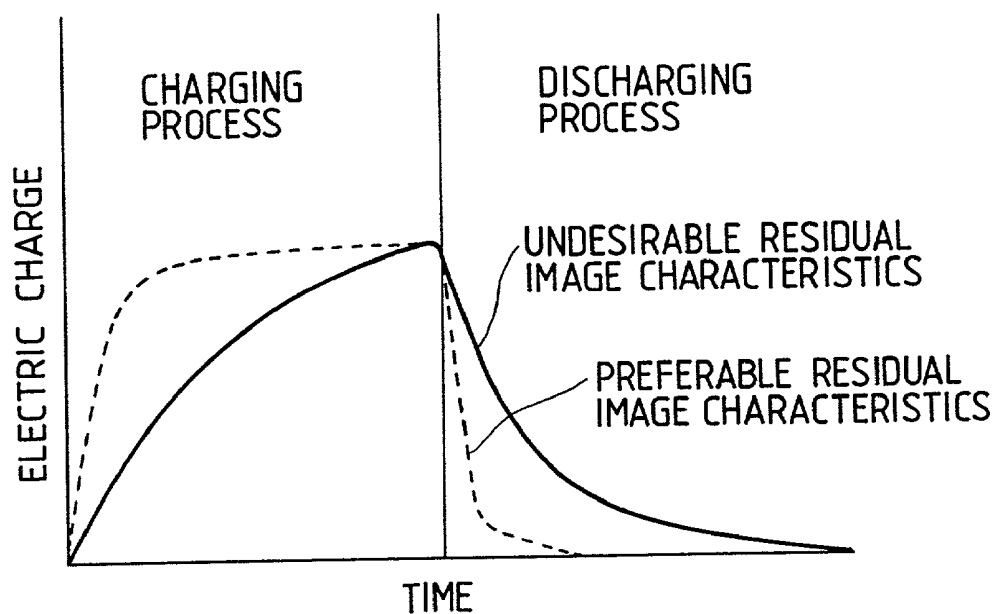 CHARGING
PROCESS
DISCHARGING
PROCESS
ELECTRIC CHARGE
UNDESIRABLE RESIDUAL
IMAGE CHARACTERISTICS
PREFERABLE RESIDUAL
IMAGE CHARACTERISTICS
TIME